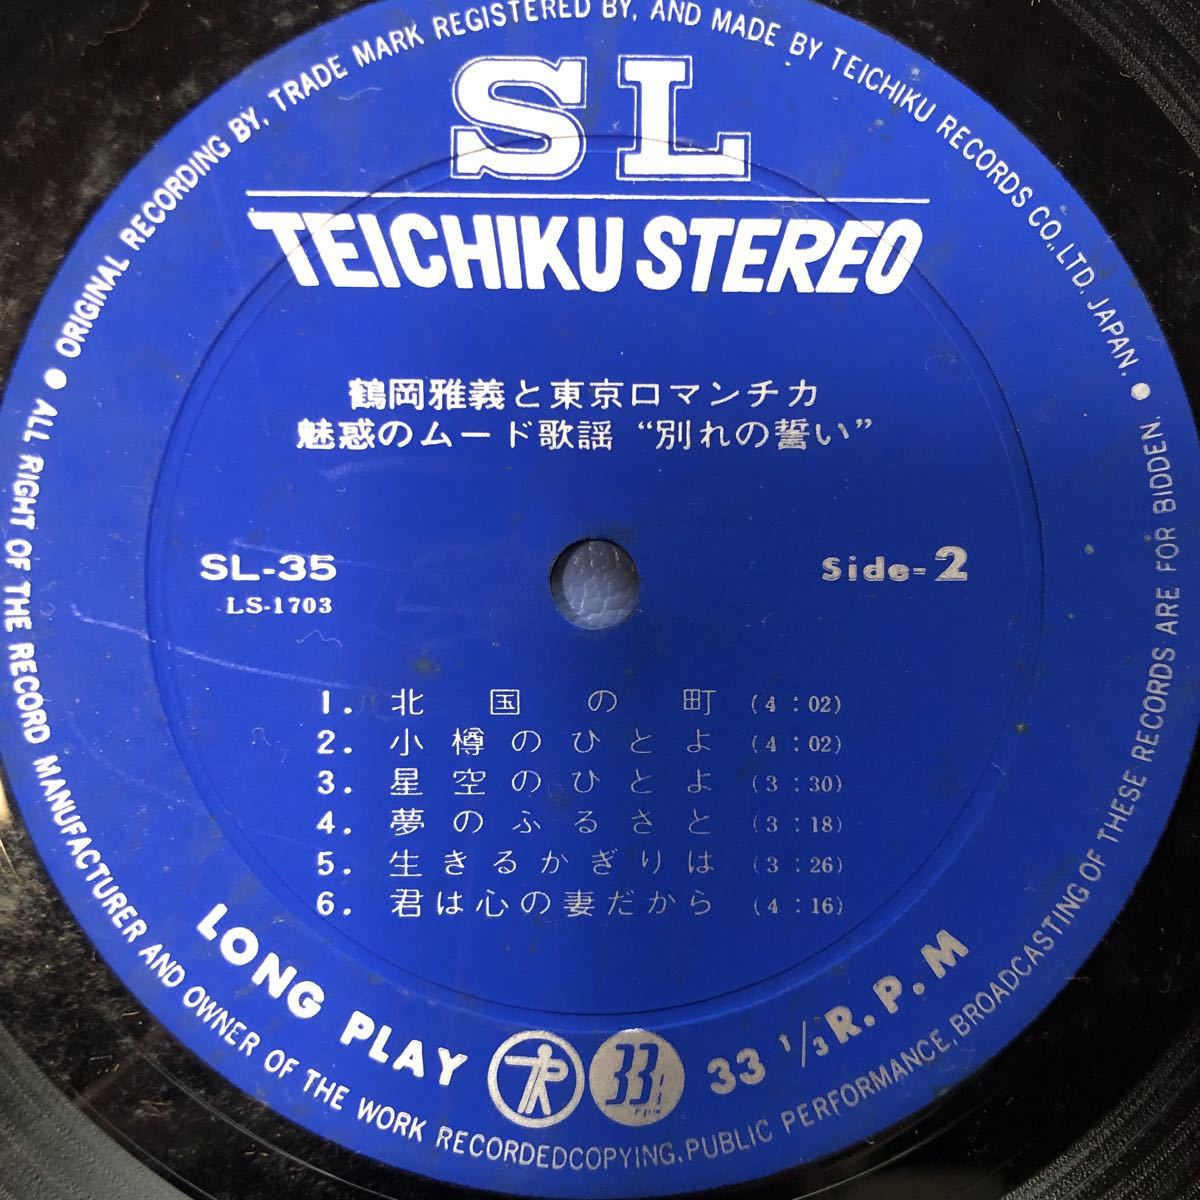 ORIGINAL RECORDING BY, TRADE MARK REGISTERED BY, AND MADE BY TEICHIKU RECORDS CO., LTD. JAPAN.
SL
TEICHIKU STEREO
鶴岡雅義と東京ロマンチカ
魅惑のムード歌謡 “別れの誓い”
SL-35
LS-1703
Side-2
1. 北国の町 (4:02)
2. 小樽のひとよ (4:02)
3. 星空のひとよ (3:30)
4. 夢のふるさと (3:18)
5. 生きるかぎりは (3:26)
6. 君は心の妻だから (4:16)
LONG PLAY
33
33 1/3 R.P.M
ALL RIGHT OF THE RECORD MANUFACTURER AND OWNER OF THE WORK RECORDEDCOPYING, PUBLIC PERFORMANCE, BROADCASTING OF THESE RECORDS ARE FOR BIDDEN.